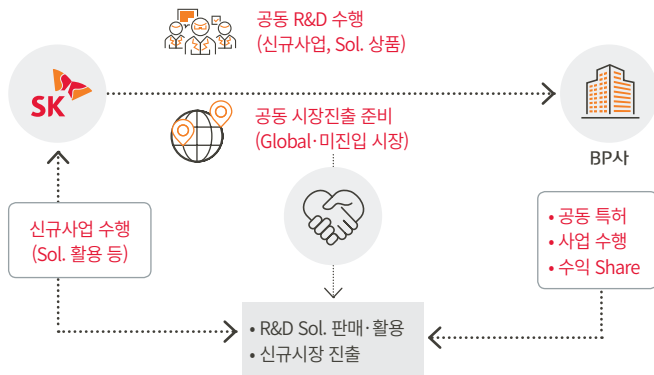 공동 R&D 수행
(신규사업, Sol. 상품)
SK
공동 시장진출 준비
(Global·미진입 시장)
BP사
신규사업 수행
(Sol. 활용 등)
• 공동 특허
• 사업 수행
• 수익 Share
• R&D Sol. 판매·활용
• 신규시장 진출